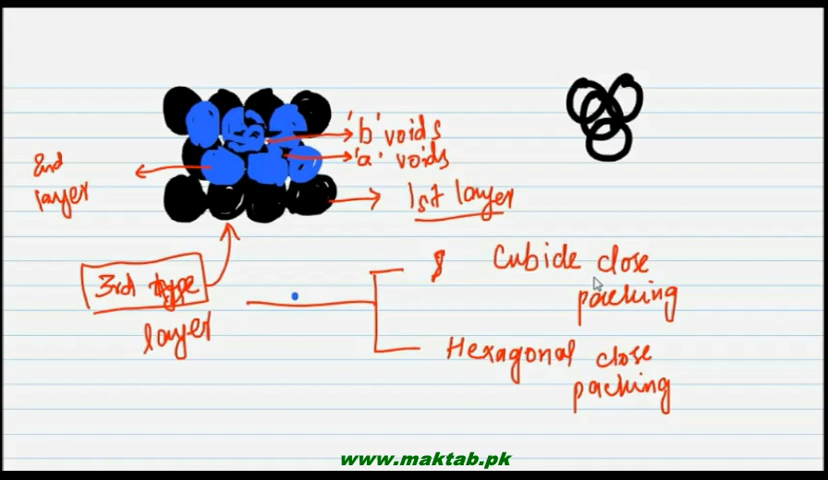 'b' voids
'a' voids
2nd
layer
1st layer
3rd type
layer
Cubide close
packing
Hexagonal close
packing
www.maktab.pk